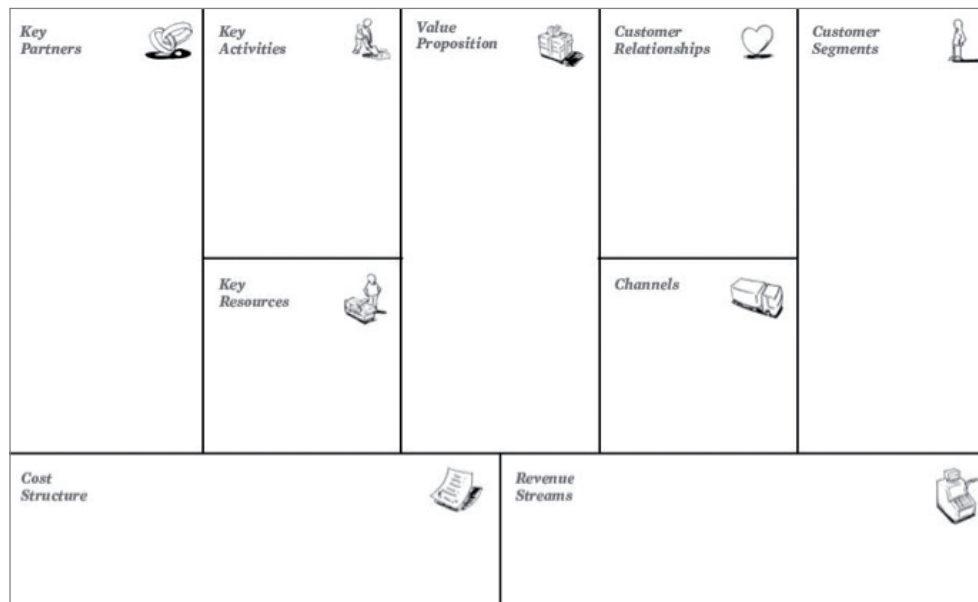 Key
Partners
Key
Activities
Value
Proposition
Customer
Relationships
Customer
Segments
Key
Resources
Channels
Cost
Structure
Revenue
Streams